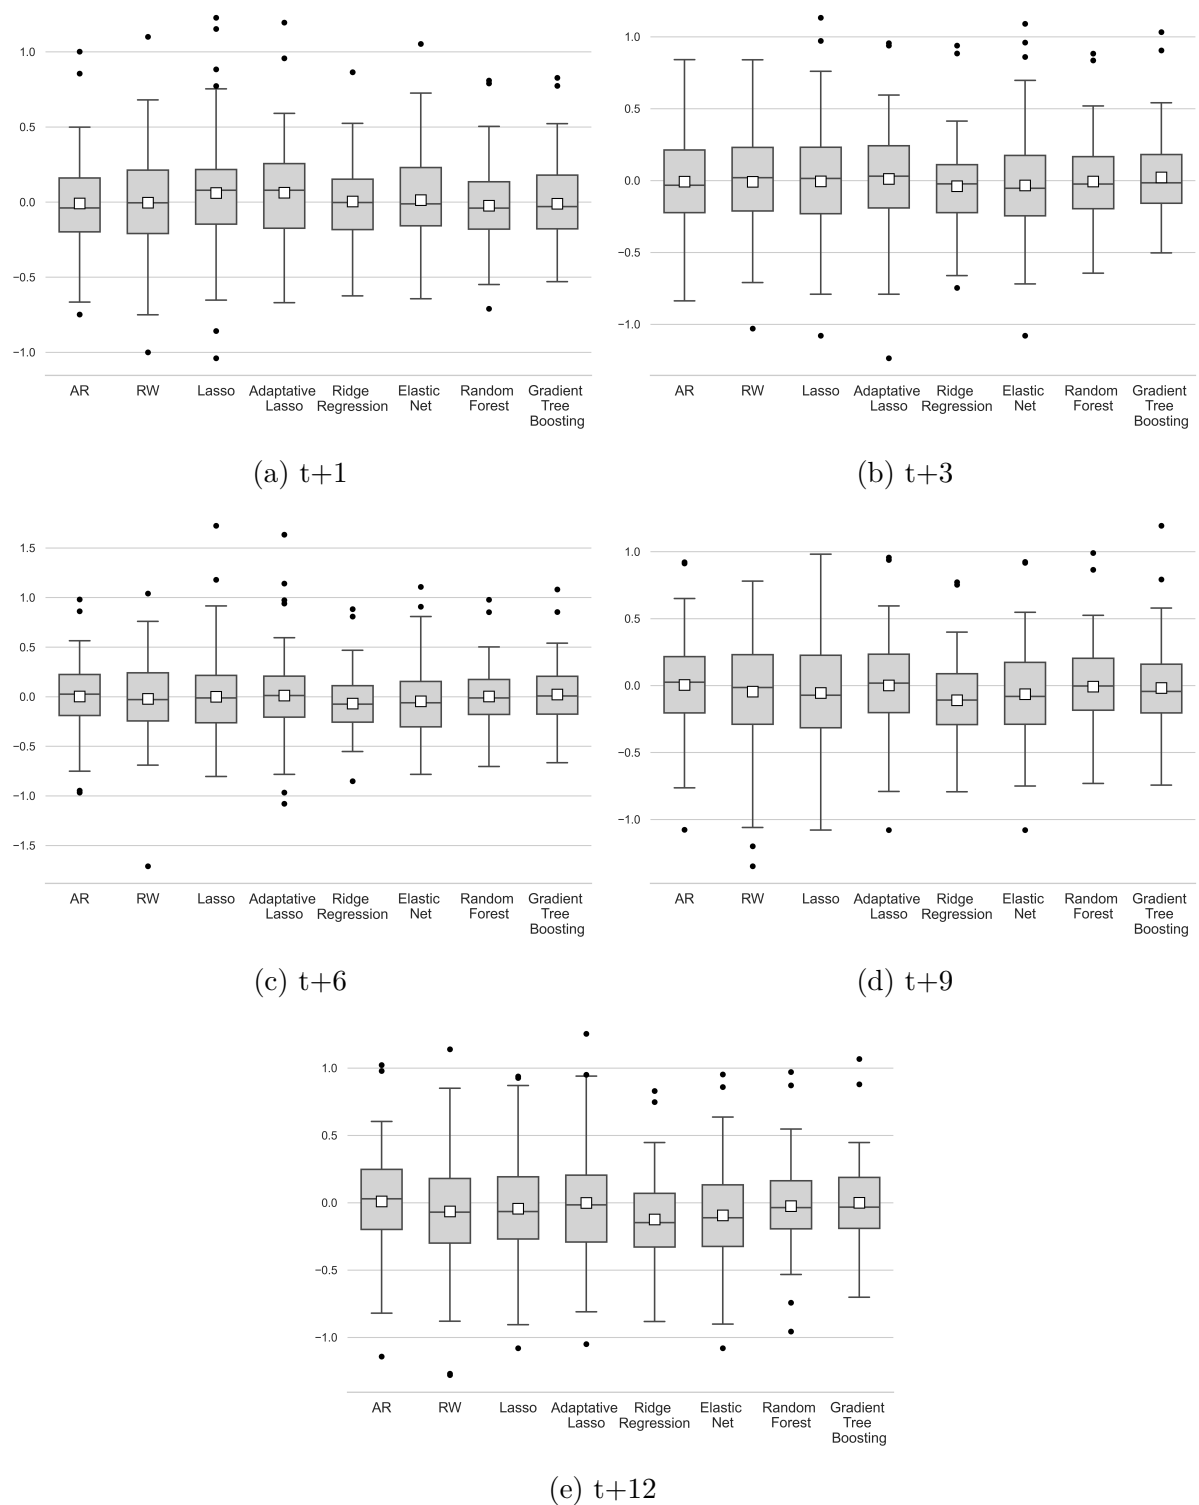 1.0
0.5
0.0
−0.5
−1.0
AR RW Lasso Adaptative Ridge Elastic Random Gradient
Lasso Regression Net Forest Tree
Boosting
(a) t+1
1.0
0.5
0.0
−0.5
−1.0
AR RW Lasso Adaptative Ridge Elastic Random Gradient
Lasso Regression Net Forest Tree
Boosting
(b) t+3
1.5
1.0
0.5
0.0
−0.5
−1.0
−1.5
AR RW Lasso Adaptative Ridge Elastic Random Gradient
Lasso Regression Net Forest Tree
Boosting
(c) t+6
1.0
0.5
0.0
−0.5
−1.0
AR RW Lasso Adaptative Ridge Elastic Random Gradient
Lasso Regression Net Forest Tree
Boosting
(d) t+9
1.0
0.5
0.0
−0.5
−1.0
AR RW Lasso Adaptative Ridge Elastic Random Gradient
Lasso Regression Net Forest Tree
Boosting
(e) t+12